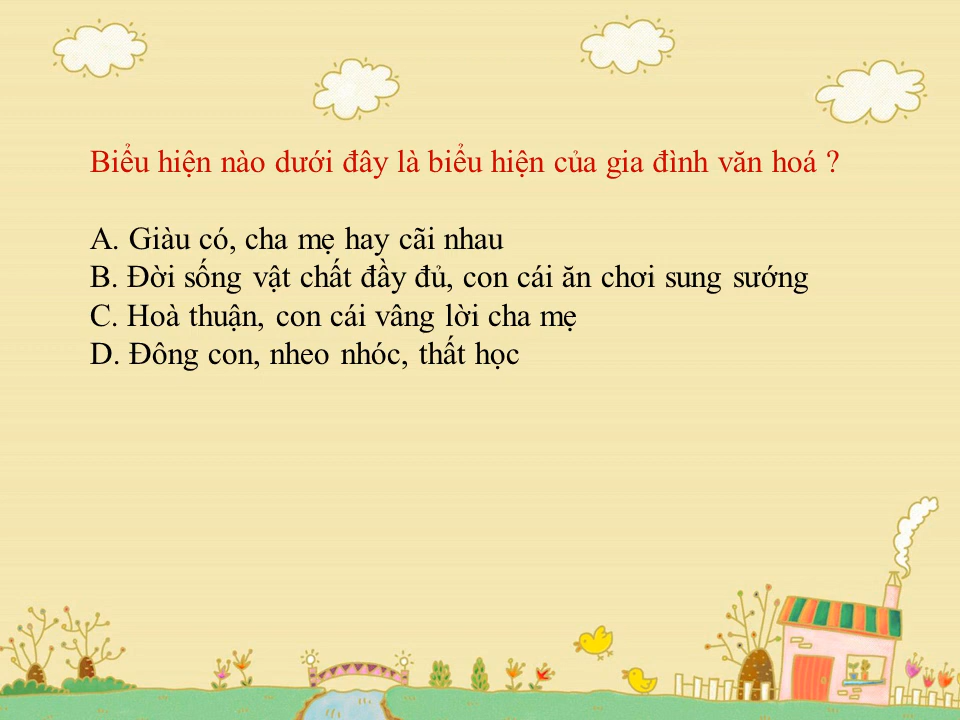 Biểu hiện nào dưới đây là biểu hiện của gia đình văn hoá ?
A. Giàu có, cha mẹ hay cãi nhau
B. Đời sống vật chất đầy đủ, con cái ăn chơi sung sướng
C. Hoà thuận, con cái vâng lời cha mẹ
D. Đông con, nheo nhóc, thất học